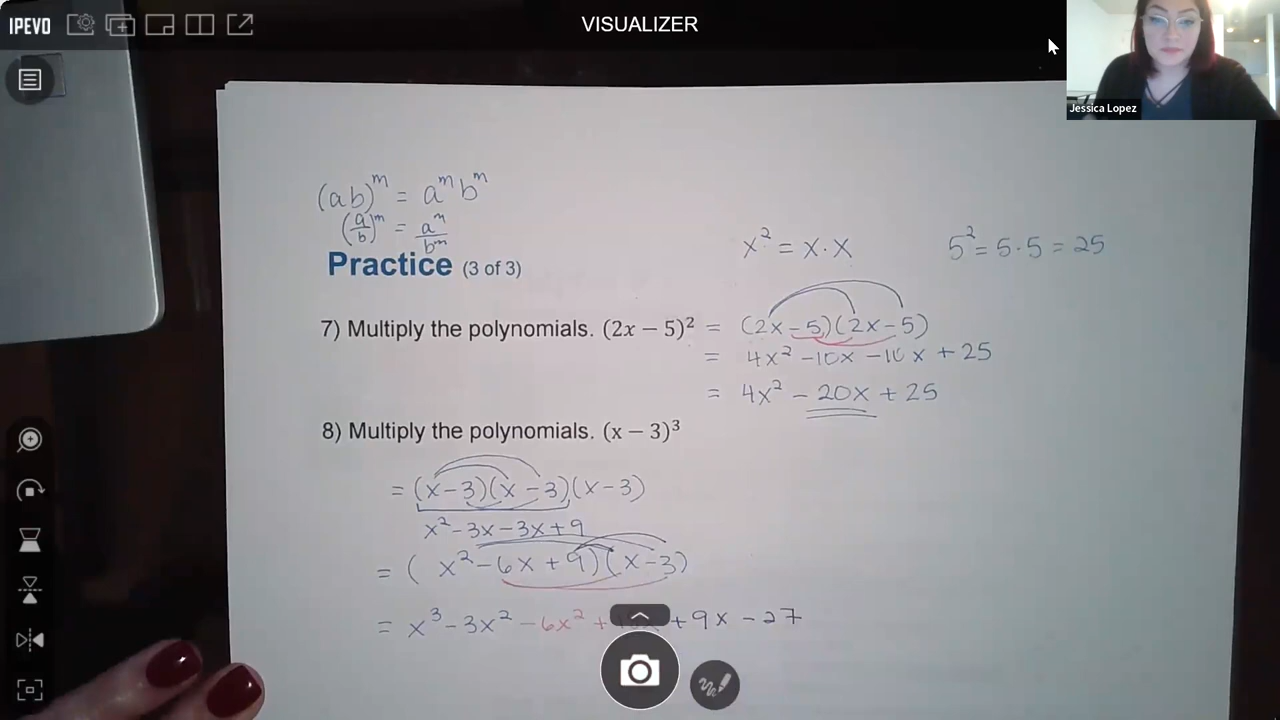 IPEVO
VISUALIZER
Jessica Lopez
(ab)^m = a^m b^m
(a/b)^m = a^m/b^m
Practice (3 of 3)
x² = x·x
5² = 5·5 = 25
7) Multiply the polynomials. (2x − 5)² = (2x−5)(2x−5)
= 4x² −10x −10x +25
= 4x² − 20x + 25
8) Multiply the polynomials. (x − 3)³
= (x−3)(x−3)(x−3)
x²−3x−3x+9
= ( x²−6x+9)(x−3)
= x³−3x² −6x² + +9x −27